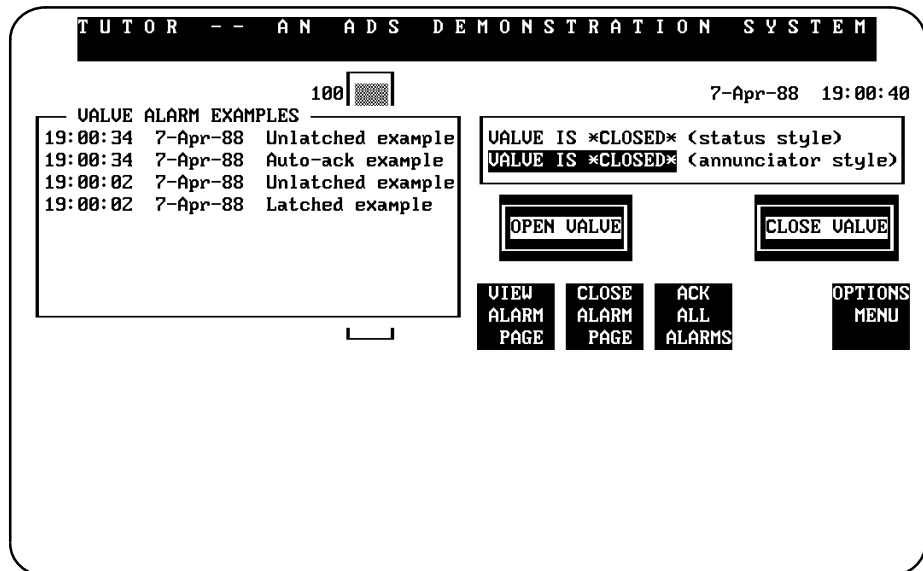 TUTOR -- AN ADS DEMONSTRATION SYSTEM
100
7-Apr-88 19:00:40
VALVE ALARM EXAMPLES
19:00:34 7-Apr-88 Unlatched example
19:00:34 7-Apr-88 Auto-ack example
19:00:02 7-Apr-88 Unlatched example
19:00:02 7-Apr-88 Latched example
VALVE IS *CLOSED* (status style)
VALVE IS *CLOSED* (annunciator style)
OPEN VALVE
CLOSE VALVE
VIEW
ALARM
PAGE
CLOSE
ALARM
PAGE
ACK
ALL
ALARMS
OPTIONS
MENU